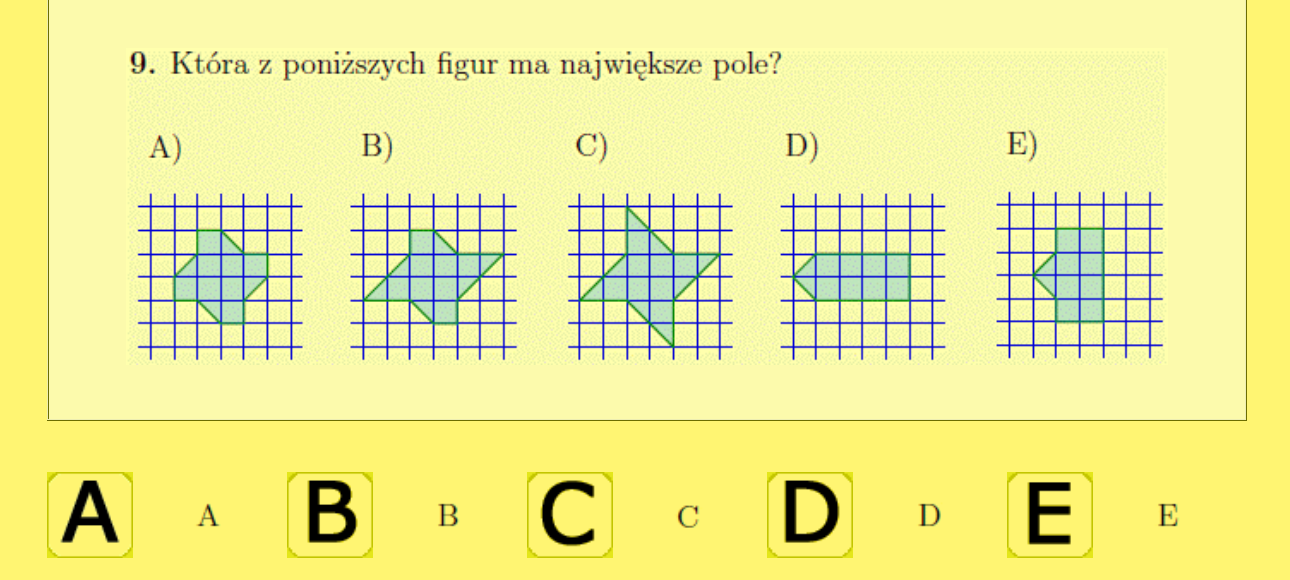 9. Która z poniższych figur ma największe pole?
A) B) C) D) E)
A A B B C C D D E E